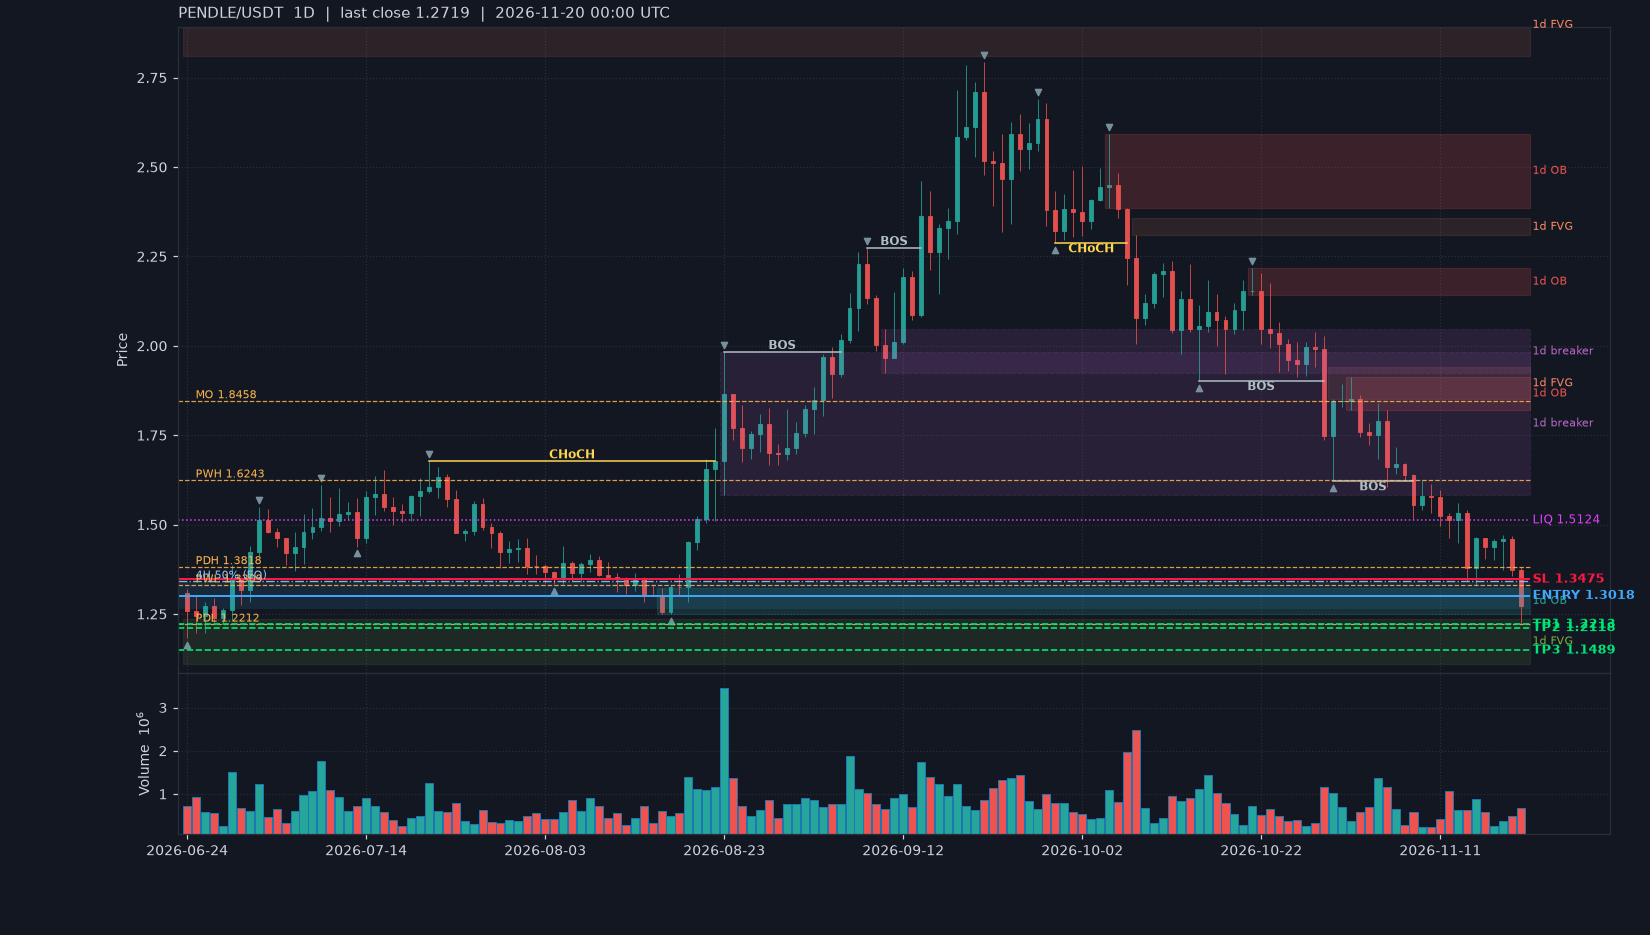 PENDLE/USDT 1D | last close 1.2719 | 2026-11-20 00:00 UTC
1d FVG
2.75
2.50
2.25
2.00
1.75
1.50
1.25
Price
1d OB
1d FVG
1d OB
1d breaker
1d FVG
1d OB
1d breaker
BOS
CHoCH
BOS
BOS
CHoCH
BOS
MO 1.8458
PWH 1.6243
LIQ 1.5124
PDH 1.3818
4H 50% (EQ)
SL 1.3475
ENTRY 1.3018
1d OB
PDL 1.2212
TP2 1.2118
1d FVG
TP3 1.1489
Volume 10⁶
3
2
1
2026-06-24
2026-07-14
2026-08-03
2026-08-23
2026-09-12
2026-10-02
2026-10-22
2026-11-11